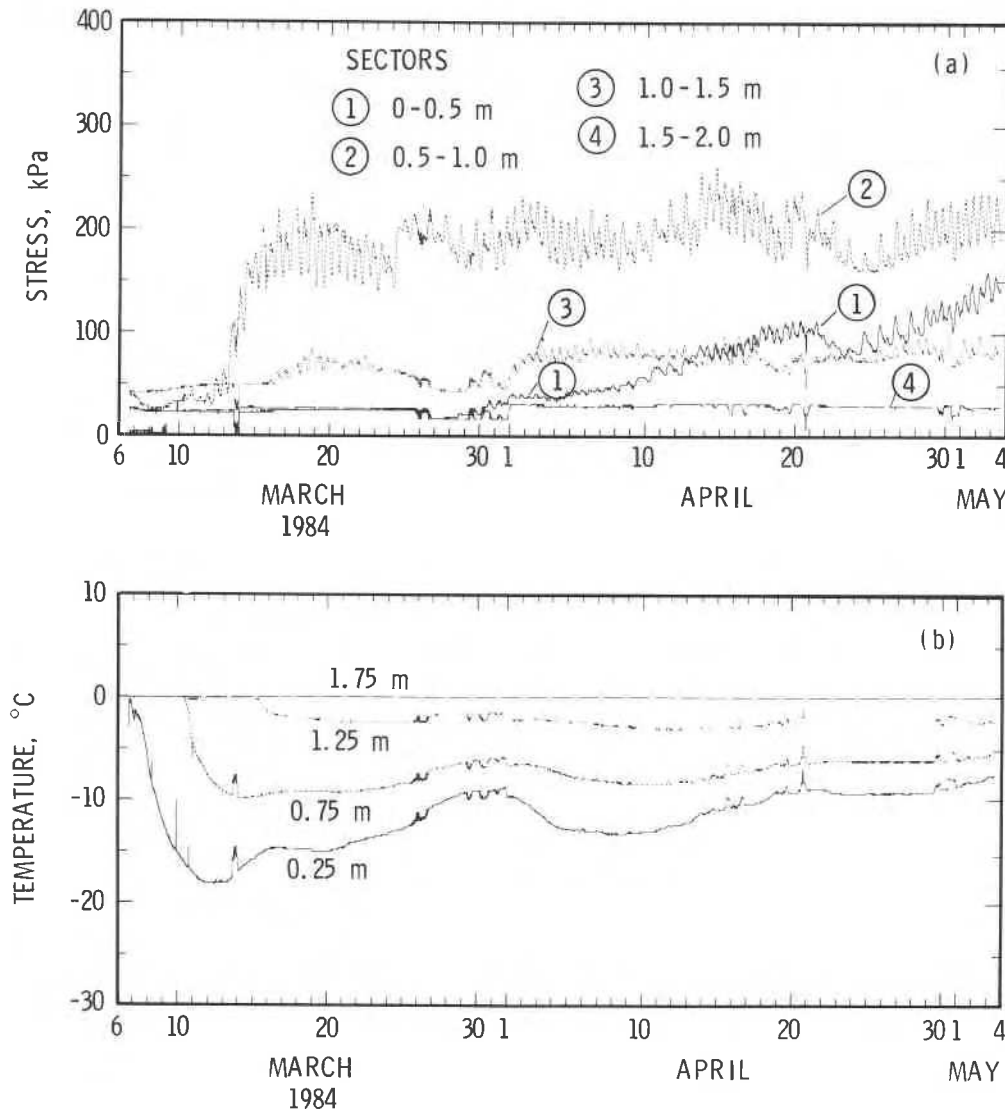 400
300
200
100
0
STRESS, kPa
(a)
SECTORS
1 0-0.5 m
2 0.5-1.0 m
3 1.0-1.5 m
4 1.5-2.0 m
2
3
1
1
4
6 10 20 30 1 10 20 30 1 4
MARCH APRIL MAY
1984
10
0
-10
-20
-30
TEMPERATURE, °C
(b)
1.75 m
1.25 m
0.75 m
0.25 m
6 10 20 30 1 10 20 30 1 4
MARCH APRIL MAY
1984